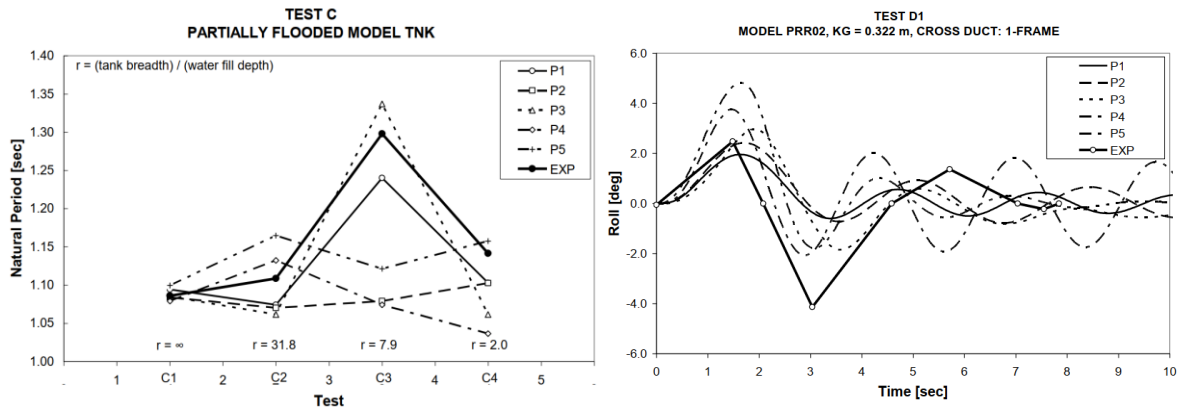 TEST C
PARTIALLY FLOODED MODEL TNK
r = (tank breadth) / (water fill depth)
P1
P2
P3
P4
P5
EXP
Natural Period [sec]
1.40
1.35
1.30
1.25
1.20
1.15
1.10
1.05
1.00
r = ∞
r = 31.8
r = 7.9
r = 2.0
1 C1 2 C2 3 C3 4 C4 5
Test
TEST D1
MODEL PRR02, KG = 0.322 m, CROSS DUCT: 1-FRAME
P1
P2
P3
P4
P5
EXP
Roll [deg]
6.0
4.0
2.0
0.0
-2.0
-4.0
-6.0
0 1 2 3 4 5 6 7 8 9 10
Time [sec]